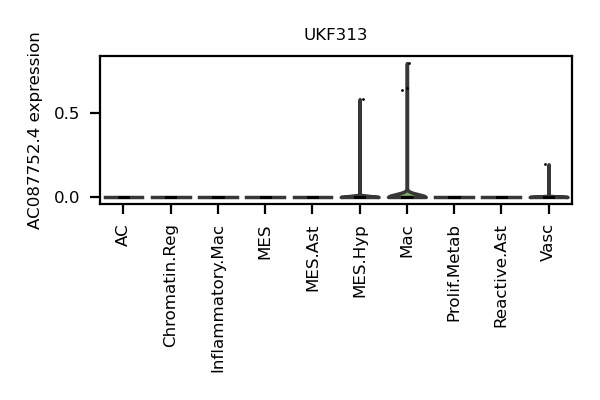 UKF313
AC087752.4 expression
0.5
0.0
AC
Chromatin.Reg
Inflammatory.Mac
MES
MES.Ast
MES.Hyp
Mac
Prolif.Metab
Reactive.Ast
Vasc